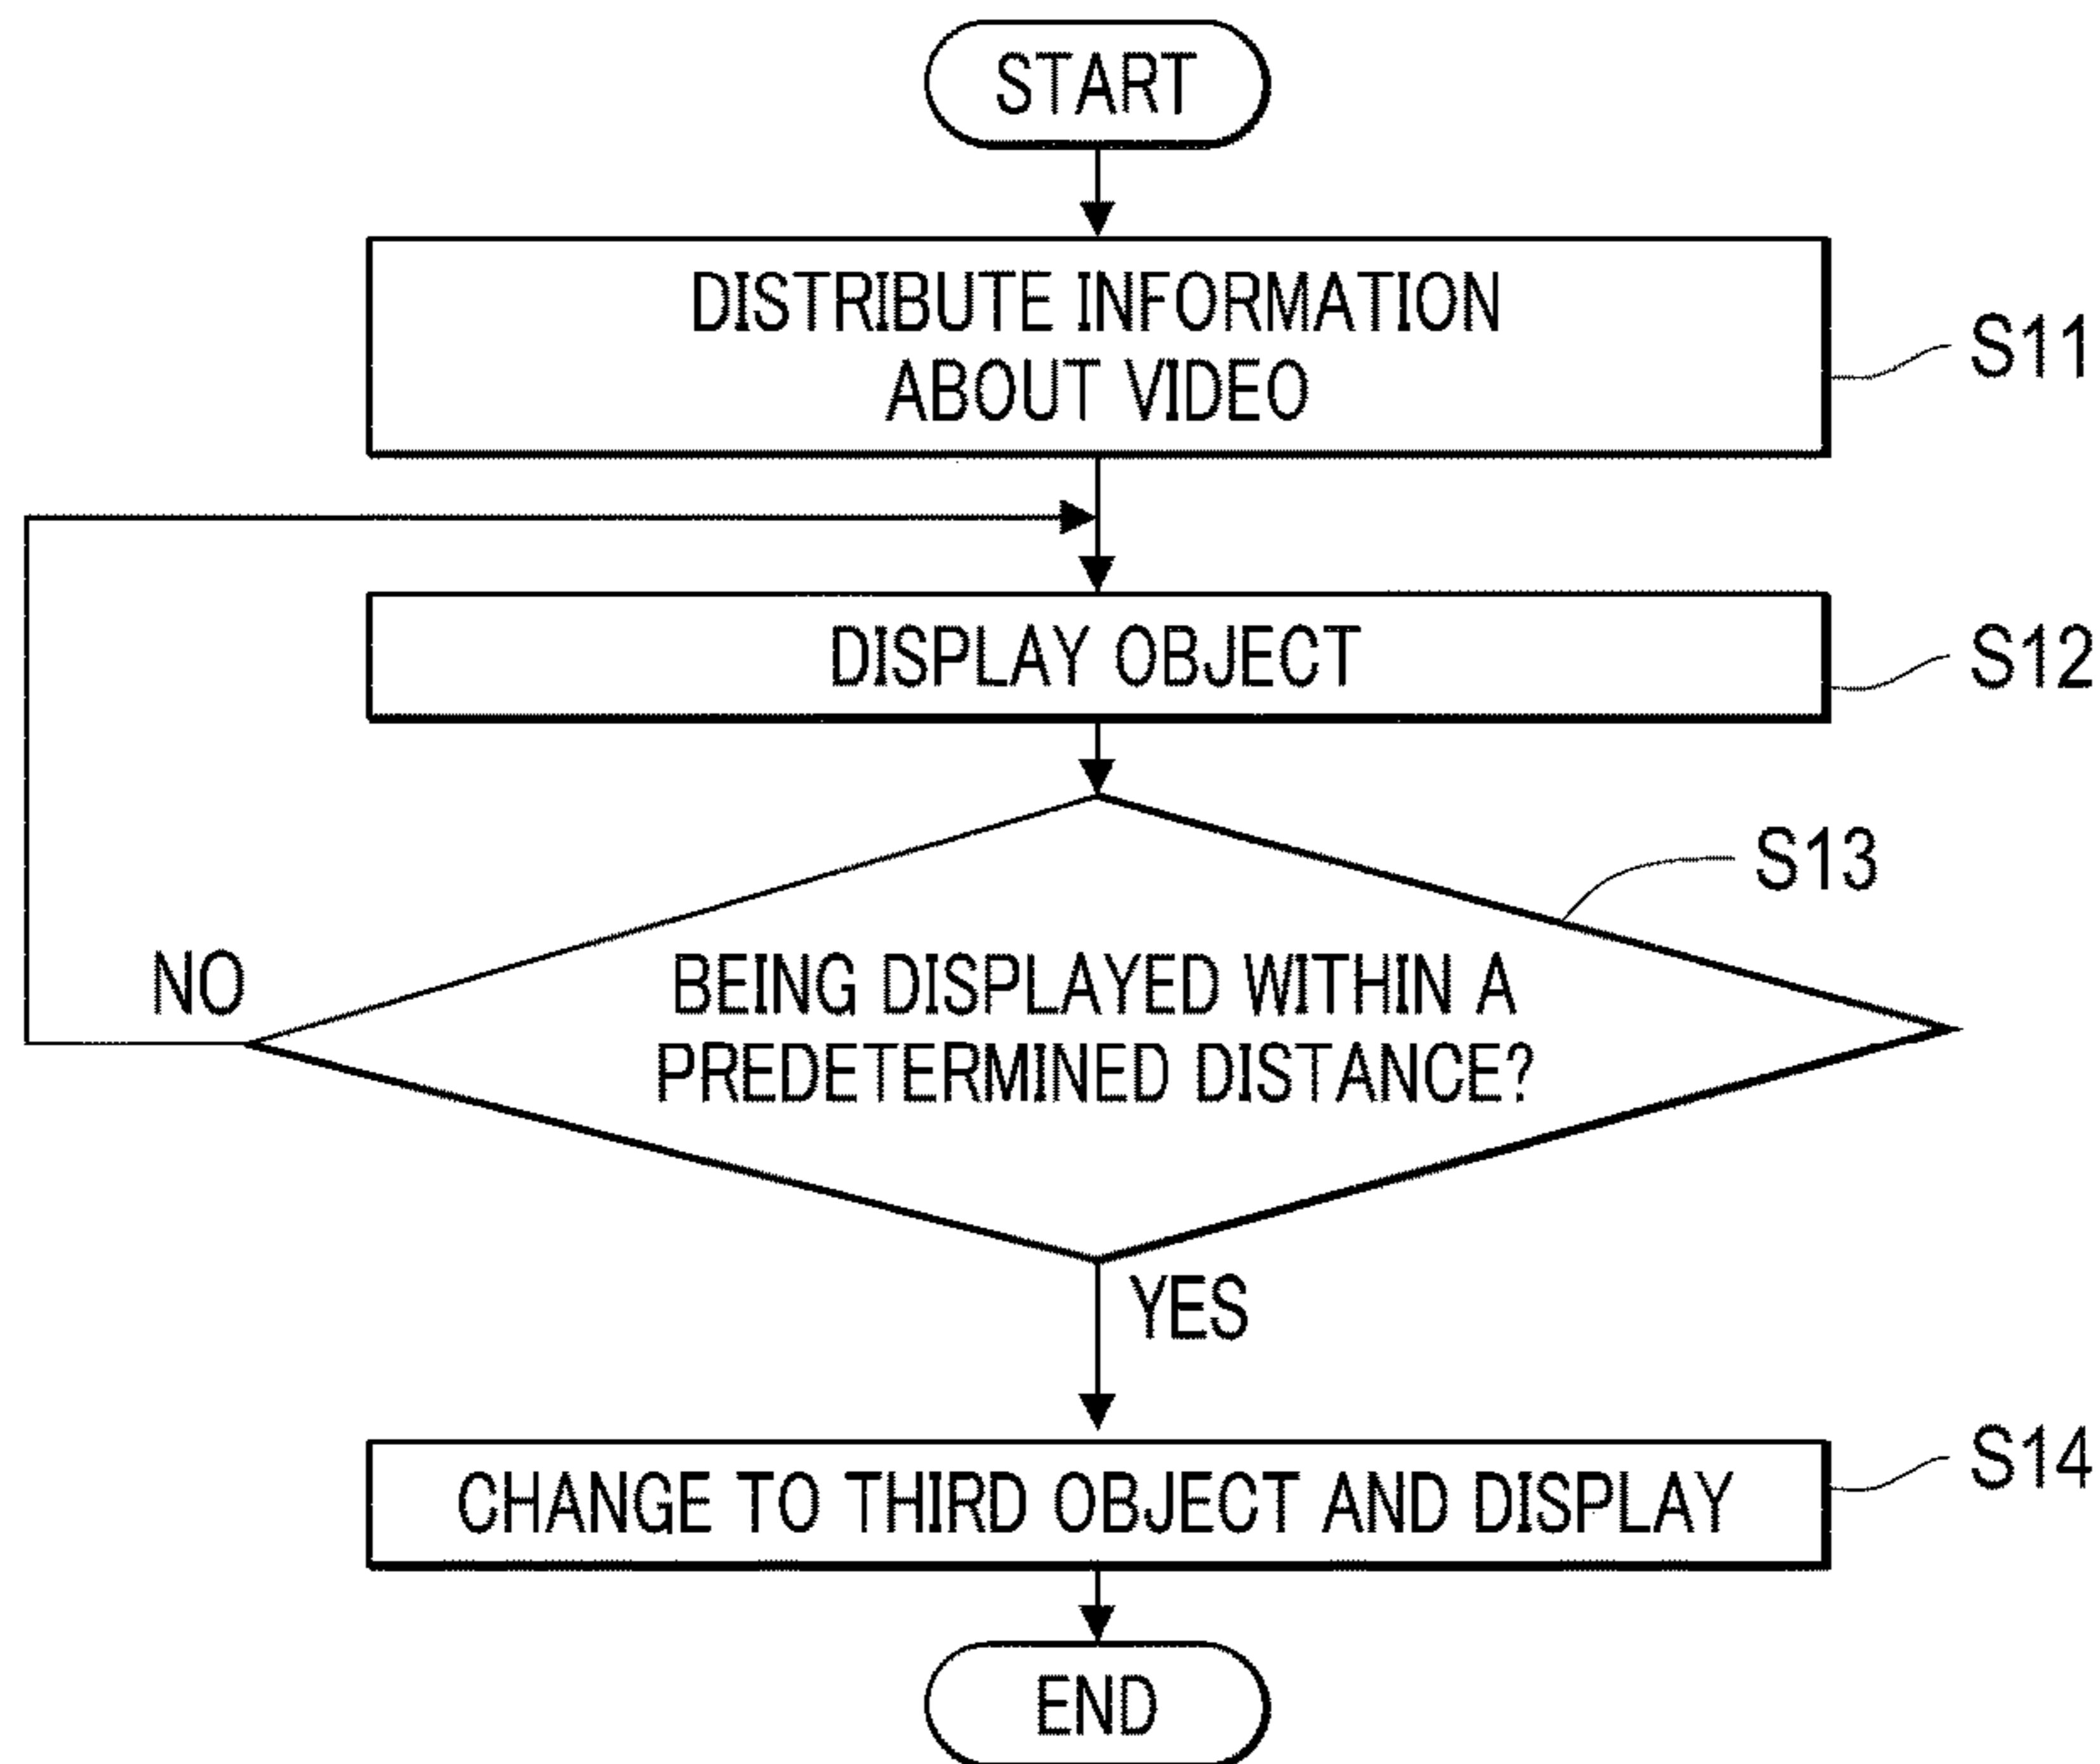 START
DISTRIBUTE INFORMATION
ABOUT VIDEO
S11
DISPLAY OBJECT
S12
S13
BEING DISPLAYED WITHIN A
PREDETERMINED DISTANCE?
NO
YES
CHANGE TO THIRD OBJECT AND DISPLAY
S14
END